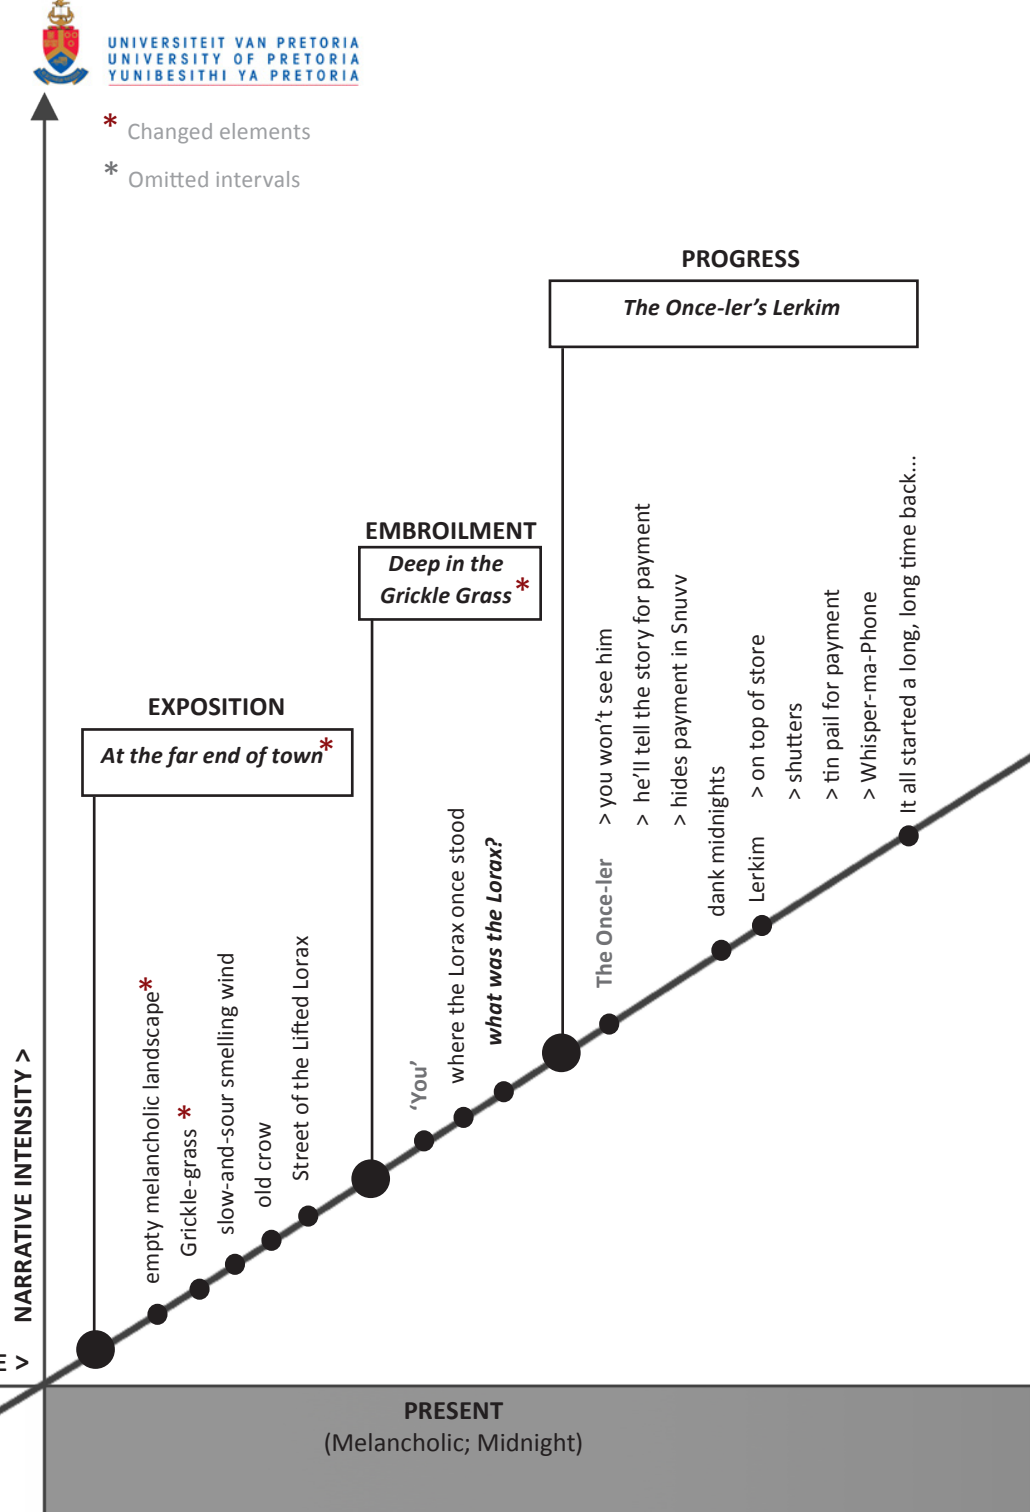 UNIVERSITEIT VAN PRETORIA
UNIVERSITY OF PRETORIA
YUNIBESITHI YA PRETORIA
* Changed elements
* Omitted intervals
PROGRESS
The Once-ler's Lerkim
EMBROILMENT
Deep in the
Grickle Grass*
EXPOSITION
At the far end of town*
empty melancholic landscape*
Grickle-grass *
slow-and-sour smelling wind
old crow
Street of the Lifted Lorax
‘You’
where the Lorax once stood
what was the Lorax?
The Once-ler > you won't see him
> he'll tell the story for payment
> hides payment in Snuvv
dank midnights
Lerkim > on top of store
> shutters
> tin pail for payment
> Whisper-ma-Phone
It all started a long, long time back...
NARRATIVE INTENSITY >
E >
PRESENT
(Melancholic; Midnight)